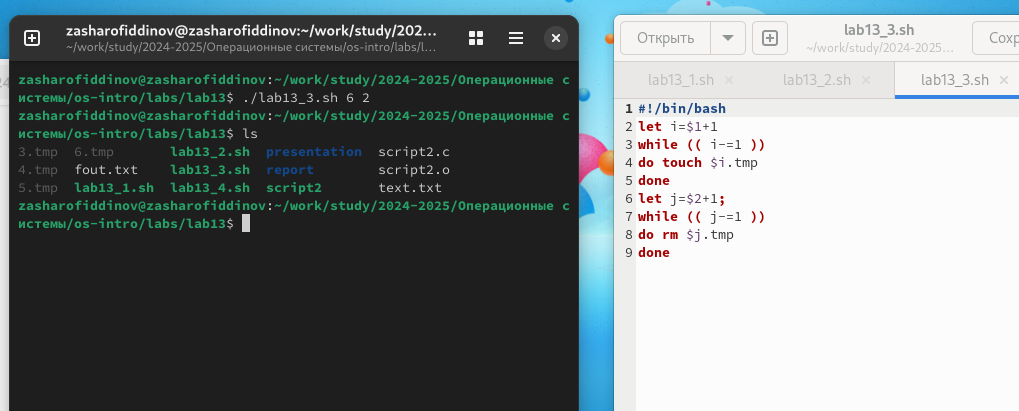 zasharofiddinov@zasharofiddinov:~/work/study/202...
~/work/study/2024-2025/Операционные системы/os-intro/labs/l...
zasharofiddinov@zasharofiddinov:~/work/study/2024-2025/Операционные с
истемы/os-intro/labs/lab13$ ./lab13_3.sh 6 2
zasharofiddinov@zasharofiddinov:~/work/study/2024-2025/Операционные с
истемы/os-intro/labs/lab13$ ls
3.tmp 6.tmp lab13_2.sh presentation script2.c
4.tmp fout.txt lab13_3.sh report script2.o
5.tmp lab13_1.sh lab13_4.sh script2 text.txt
zasharofiddinov@zasharofiddinov:~/work/study/2024-2025/Операционные с
истемы/os-intro/labs/lab13$
Открыть
lab13_3.sh
~/work/study/2024-2025...
Сох
lab13_1.sh lab13_2.sh lab13_3.sh
1 #!/bin/bash
2 let i=$1+1
3 while (( i-=1 ))
4 do touch $i.tmp
5 done
6 let j=$2+1;
7 while (( j-=1 ))
8 do rm $j.tmp
9 done